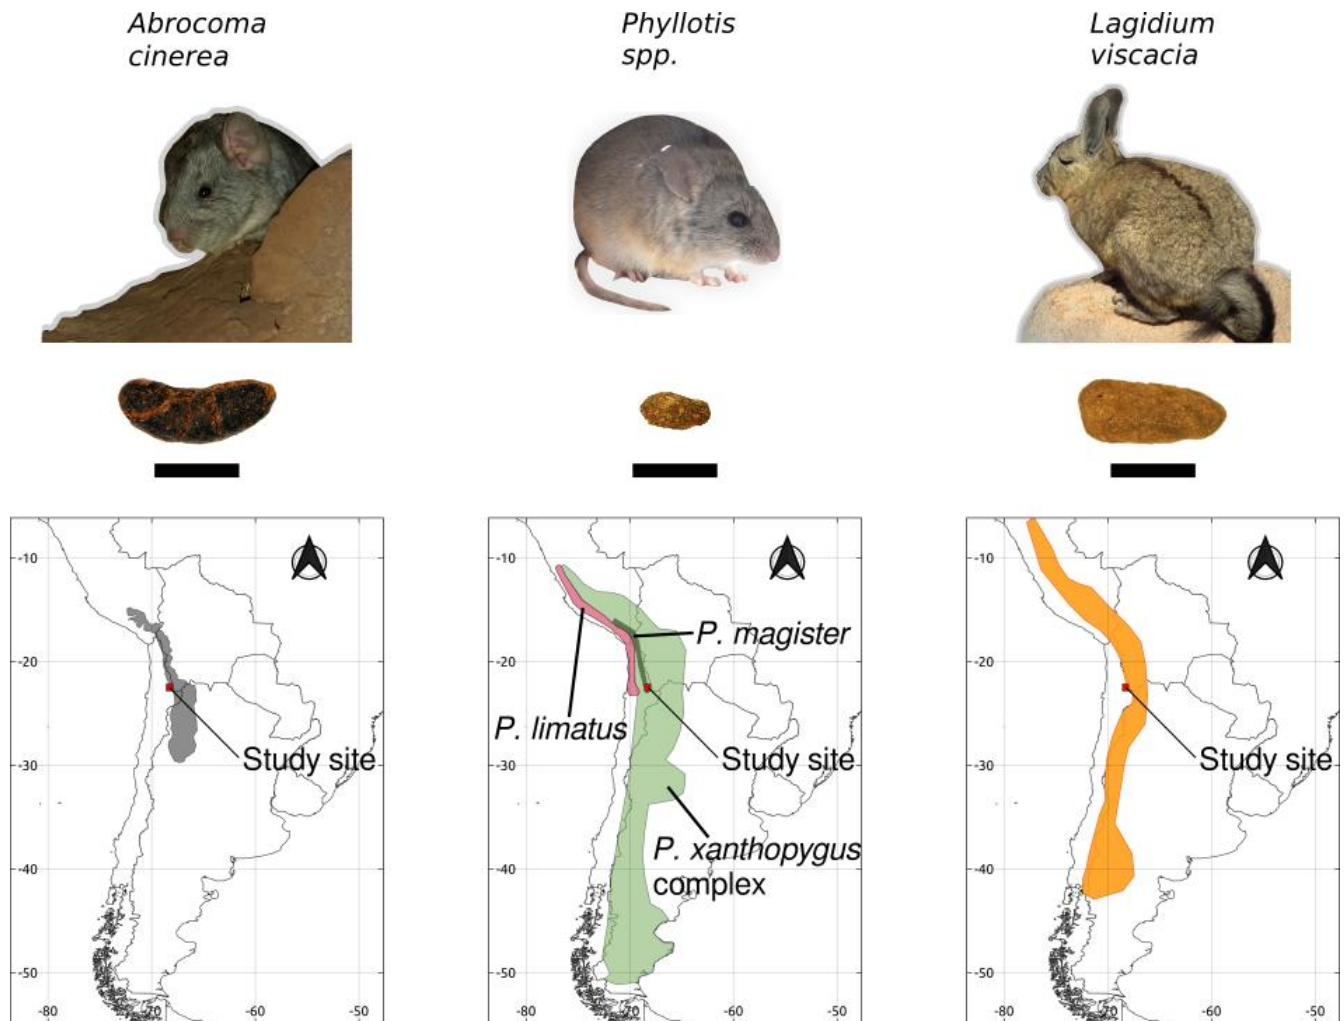 Abrocoma
cinerea
Phyllotis
spp.
Lagidium
viscacia
-10
-20
-30
-40
-50
-80
-70
-60
-50
Study site
-10
-20
-30
-40
-50
-80
-70
-60
-50
P. magister
P. limatus
Study site
P. xanthopygus
complex
-10
-20
-30
-40
-50
-80
-70
-60
-50
Study site